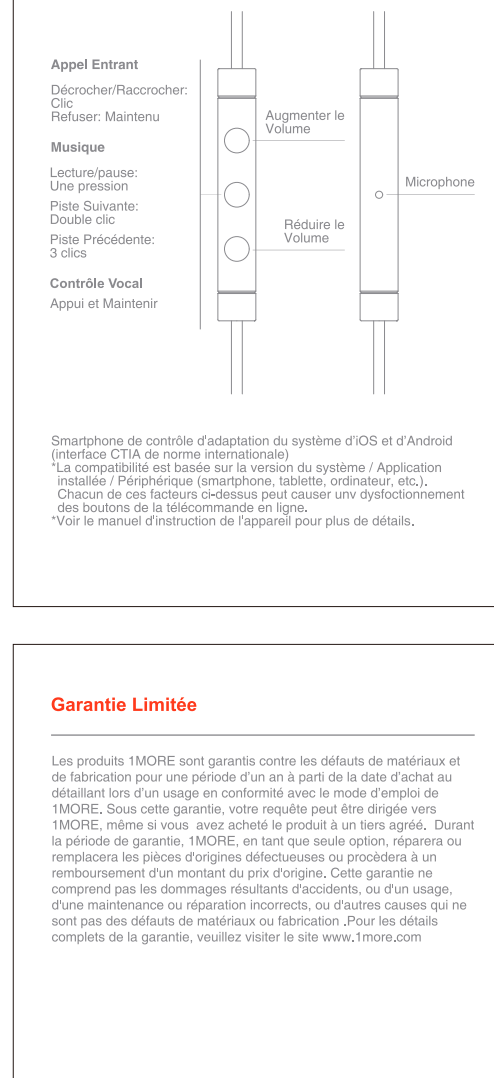 Appel Entrant
Décrocher/Raccrocher:
Clic
Refuser: Maintenu
Musique
Lecture/pause:
Une pression
Piste Suivante:
Double clic
Piste Précédente:
3 clics
Contrôle Vocal
Appui et Maintenir
Augmenter le
Volume
Réduire le
Volume
Microphone
Smartphone de contrôle d'adaptation du système d'iOS et d'Android
(interface CTIA de norme internationale)
*La compatibilité est basée sur la version du système / Application
installée / Périphérique (smartphone, tablette, ordinateur, etc.).
Chacun de ces facteurs ci-dessus peut causer unv dysfoctionnement
des boutons de la télécommande en ligne.
*Voir le manuel d'instruction de l'appareil pour plus de détails.
Garantie Limitée
Les produits 1MORE sont garantis contre les défauts de matériaux et
de fabrication pour une période d'un an à parti de la date d'achat au
détaillant lors d'un usage en conformité avec le mode d'emploi de
1MORE. Sous cette garantie, votre requête peut être dirigée vers
1MORE, même si vous avez acheté le produit à un tiers agréé. Durant
la période de garantie, 1MORE, en tant que seule option, réparera ou
remplacera les pièces d'origines défectueuses ou procèdera à un
remboursement d'un montant du prix d'origine. Cette garantie ne
comprend pas les dommages résultants d'accidents, ou d'un usage,
d'une maintenance ou réparation incorrects, ou d'autres causes qui ne
sont pas des défauts de matériaux ou fabrication .Pour les détails
complets de la garantie, veuillez visiter le site www.1more.com